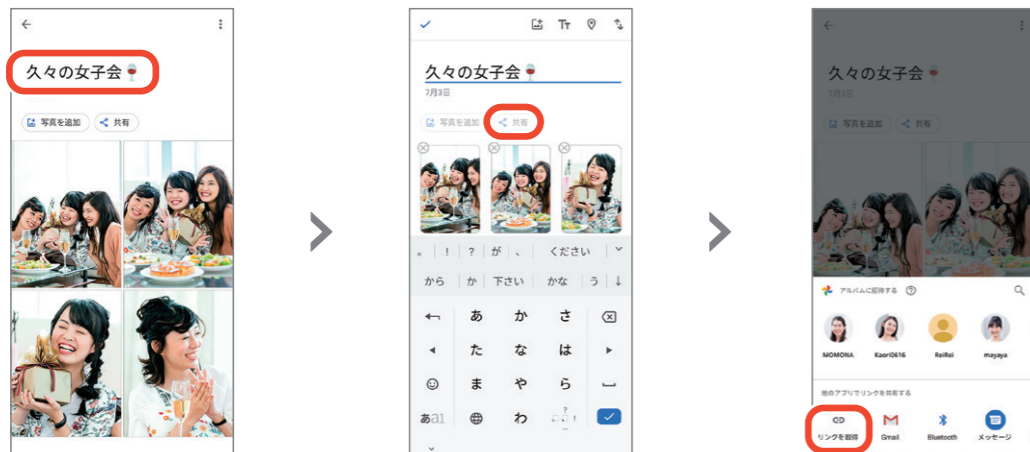 久々の女子会🍷
写真を追加
共有
久々の女子会🍷
7月3日
写真を追加
共有
。 ! ? が 、 ください
から か 下さい かな う ↓
あ か さ
た な は
ま や ら
あa1 わ 、。?!
久々の女子会🍷
7月3日
写真を追加
共有
アルバムに招待する
MOMONA Kaori0616 ReiRei mayaya
他のアプリでリンクを共有する
リンクを取得 Gmail Bluetooth メッセージ